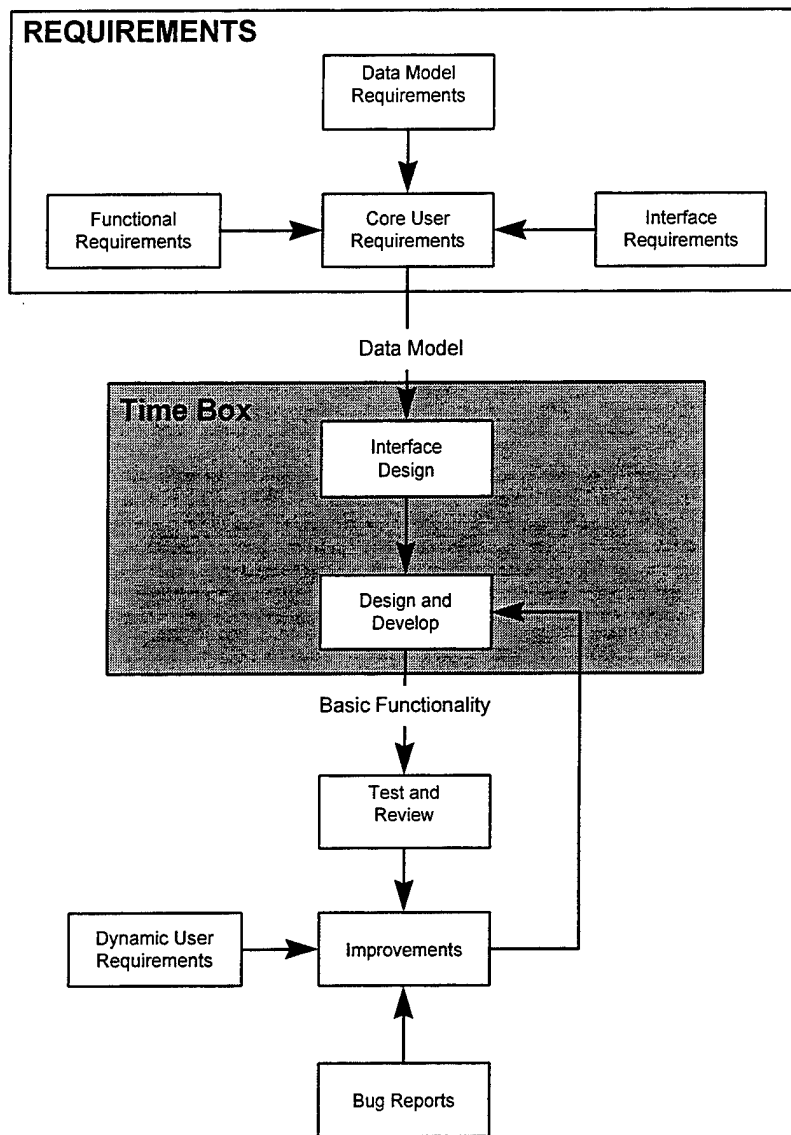 REQUIREMENTS
Data Model
Requirements
Functional
Requirements
Core User
Requirements
Interface
Requirements
Data Model
Time Box
Interface
Design
Design and
Develop
Basic Functionality
Test and
Review
Dynamic User
Requirements
Improvements
Bug Reports